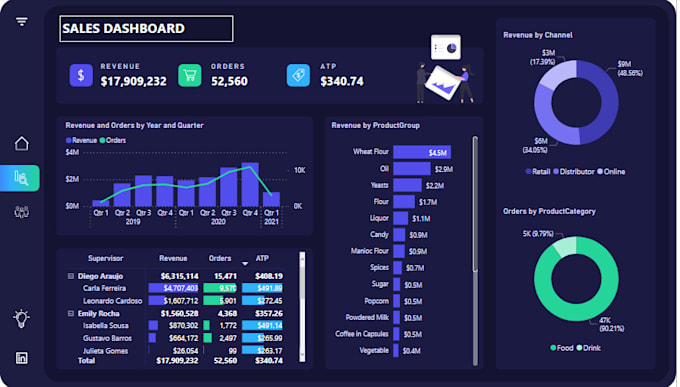 SALES DASHBOARD
REVENUE
$17,909,232
ORDERS
52,560
ATP
$340.74
Revenue and Orders by Year and Quarter
Revenue Orders
$4M
$2M
$0M
10K
0K
Qtr 1 Qtr 2 Qtr 3 Qtr 4 Qtr 1 Qtr 2 Qtr 3 Qtr 4 Qtr 1
2019 2020 2021
Supervisor Revenue Orders ATP
Diego Araujo $6,315,114 15,471 $408.19
Carla Ferreira $4,707,403 9,570 $491.89
Leonardo Cardoso $1,607,712 5,901 $272.45
Emily Rocha $1,560,528 4,368 $357.26
Isabella Sousa $870,302 1,772 $491.14
Gustavo Barros $664,172 2,497 $265.99
Julieta Gomes $26,054 99 $263.17
Total $17,909,232 52,560 $340.74
Revenue by ProductGroup
Wheat Flour $4.5M
Oil $2.9M
Yeasts $2.2M
Flour $1.7M
Liquor $1.1M
Candy $0.9M
Manioc Flour $0.9M
Spices $0.7M
Sugar $0.5M
Popcorn $0.5M
Powdered Milk $0.5M
Coffee in Capsules $0.5M
Vegetable $0.4M
Revenue by Channel
$3M
(17.39%)
$9M
(48.56%)
$6M
(34.05%)
Retail Distributor Online
Orders by ProductCategory
5K (9.79%)
47K
(90.21%)
Food Drink
in